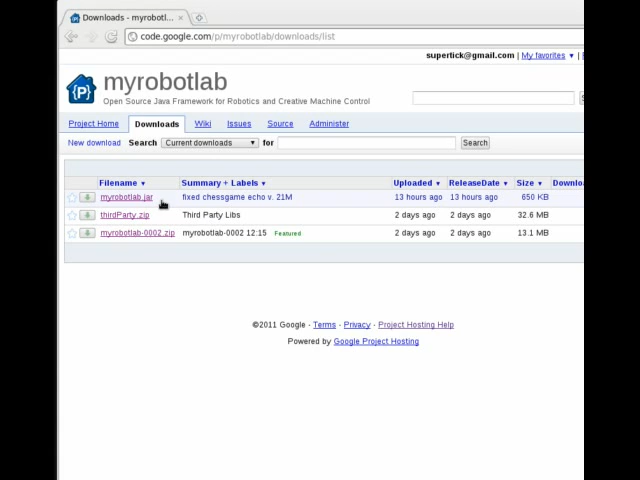 Downloads - myrobotl...
code.google.com/p/myrobotlab/downloads/list
supertick@gmail.com | My favorites ▼ |
myrobotlab
Open Source Java Framework for Robotics and Creative Machine Control
Project Home Downloads Wiki Issues Source Administer
New download Search Current downloads for Search
Filename ▼ Summary + Labels ▼ Uploaded ▼ ReleaseDate ▼ Size ▼
myrobotlab.jar fixed chessgame echo v. 21M 13 hours ago 13 hours ago 650 KB
thirdParty.zip Third Party Libs 2 days ago 2 days ago 32.6 MB
myrobotlab-0002.zip myrobotlab-0002 12:15 Featured 2 days ago 2 days ago 13.1 MB
©2011 Google - Terms - Privacy - Project Hosting Help
Powered by Google Project Hosting